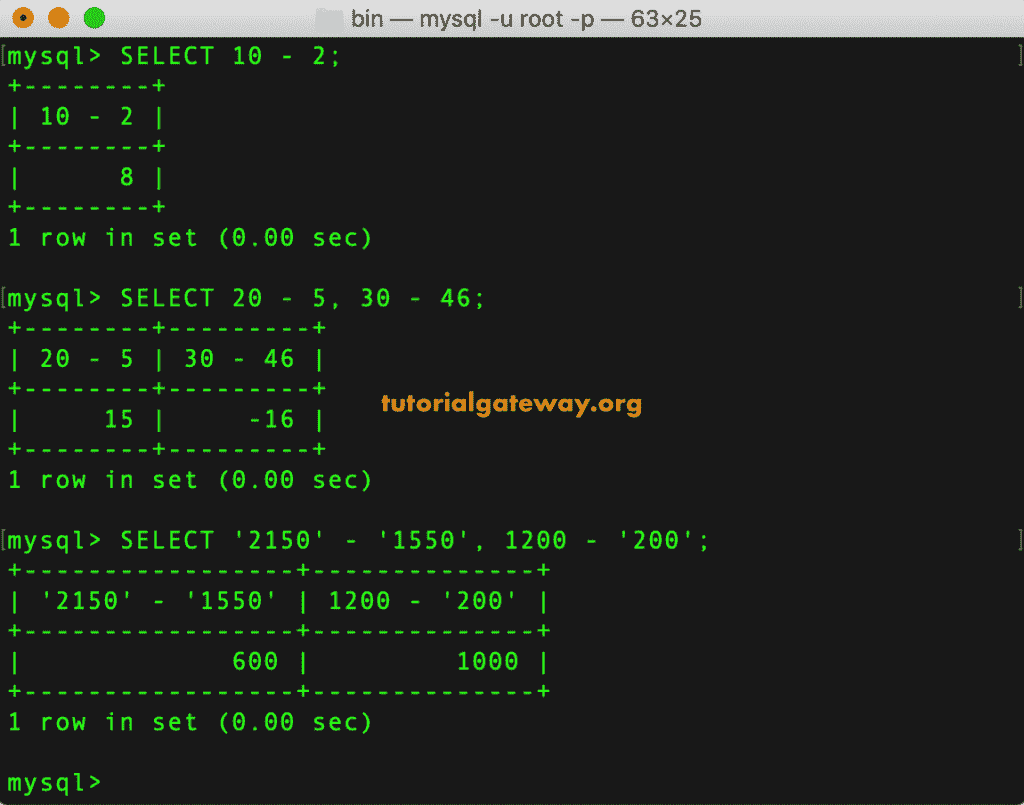 bin — mysql -u root -p — 63×25
[mysql> SELECT 10 - 2; ]
+--------+
| 10 - 2 |
+--------+
|      8 |
+--------+
1 row in set (0.00 sec)
[mysql> SELECT 20 - 5, 30 - 46; ]
+--------+---------+
| 20 - 5 | 30 - 46 |
+--------+---------+
|     15 |     -16 |
+--------+---------+
1 row in set (0.00 sec)
tutorialgateway.org
[mysql> SELECT '2150' - '1550', 1200 - '200'; ]
+-----------------+--------------+
| '2150' - '1550' | 1200 - '200' |
+-----------------+--------------+
|             600 |         1000 |
+-----------------+--------------+
1 row in set (0.00 sec)
mysql>